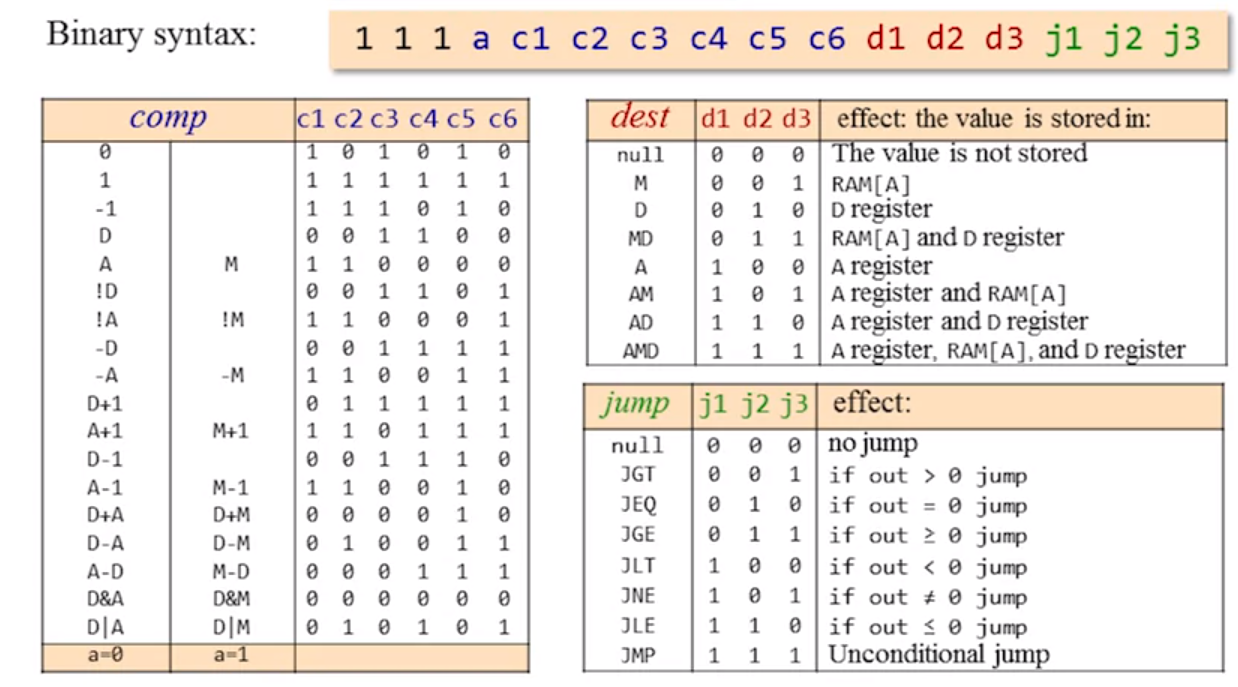 Binary syntax: 1 1 1 a c1 c2 c3 c4 c5 c6 d1 d2 d3 j1 j2 j3
comp c1 c2 c3 c4 c5 c6
0 1 0 1 0 1 0
1 1 1 1 1 1 1
-1 1 1 1 0 1 0
D 0 0 1 1 0 0
A M 1 1 0 0 0 0
!D 0 0 1 1 0 1
!A !M 1 1 0 0 0 1
-D 0 0 1 1 1 1
-A -M 1 1 0 0 1 1
D+1 0 1 1 1 1 1
A+1 M+1 1 1 0 1 1 1
D-1 0 0 1 1 1 0
A-1 M-1 1 1 0 0 1 0
D+A D+M 0 0 0 0 1 0
D-A D-M 0 1 0 0 1 1
A-D M-D 0 0 0 1 1 1
D&A D&M 0 0 0 0 0 0
D|A D|M 0 1 0 1 0 1
a=0 a=1
dest d1 d2 d3 effect: the value is stored in:
null 0 0 0 The value is not stored
M 0 0 1 RAM[A]
D 0 1 0 D register
MD 0 1 1 RAM[A] and D register
A 1 0 0 A register
AM 1 0 1 A register and RAM[A]
AD 1 1 0 A register and D register
AMD 1 1 1 A register, RAM[A], and D register
jump j1 j2 j3 effect:
null 0 0 0 no jump
JGT 0 0 1 if out > 0 jump
JEQ 0 1 0 if out = 0 jump
JGE 0 1 1 if out ≥ 0 jump
JLT 1 0 0 if out < 0 jump
JNE 1 0 1 if out ≠ 0 jump
JLE 1 1 0 if out ≤ 0 jump
JMP 1 1 1 Unconditional jump